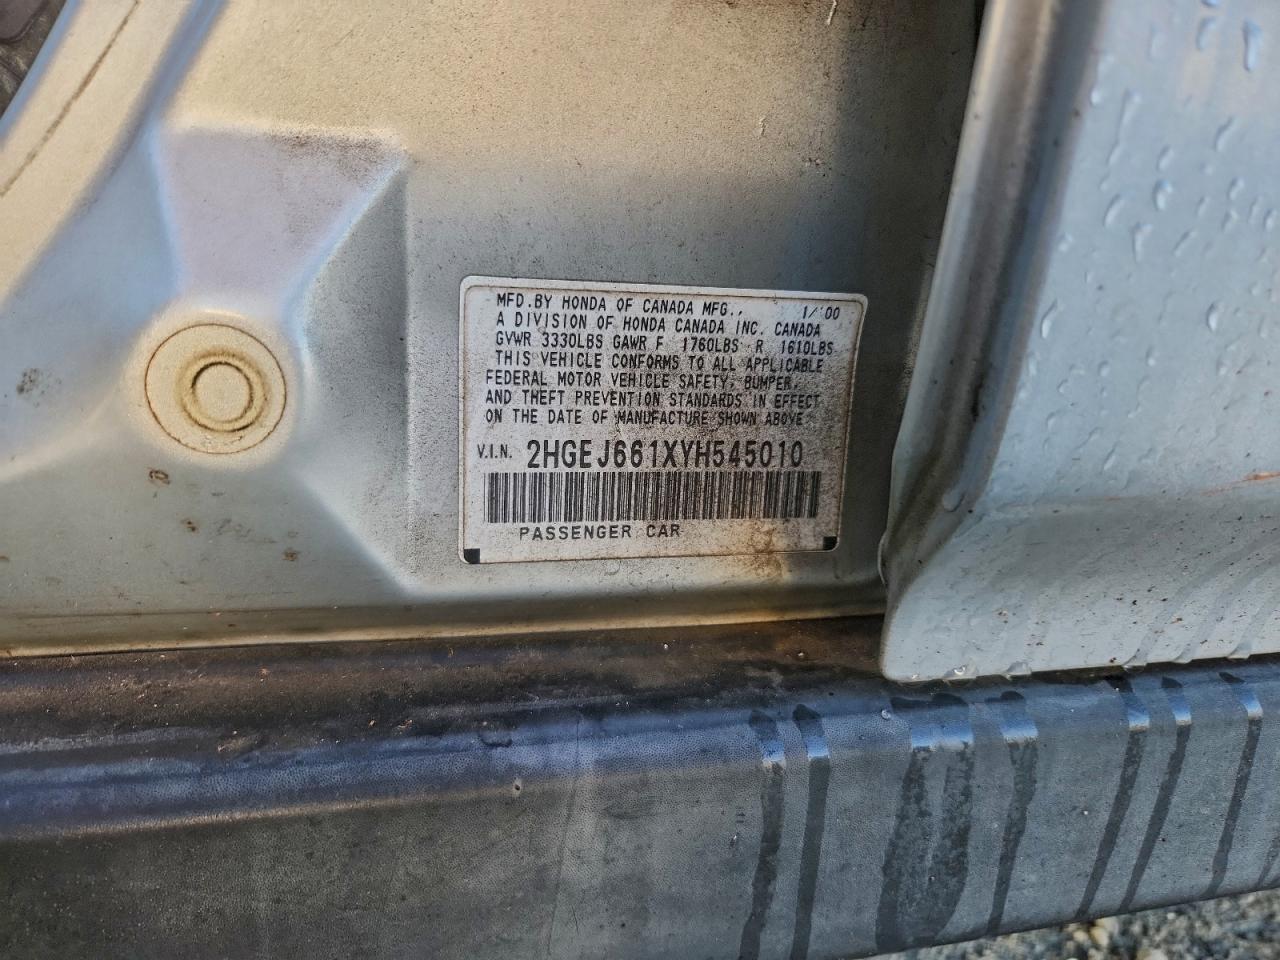 MFD.BY HONDA OF CANADA MFG., 1/'00
A DIVISION OF HONDA CANADA INC. CANADA
GVWR 3330LBS GAWR F 1760LBS R 1610LBS
THIS VEHICLE CONFORMS TO ALL APPLICABLE
FEDERAL MOTOR VEHICLE SAFETY, BUMPER,
AND THEFT PREVENTION STANDARDS IN EFFECT
ON THE DATE OF MANUFACTURE SHOWN ABOVE
V.I.N. 2HGEJ661XYH545010
PASSENGER CAR